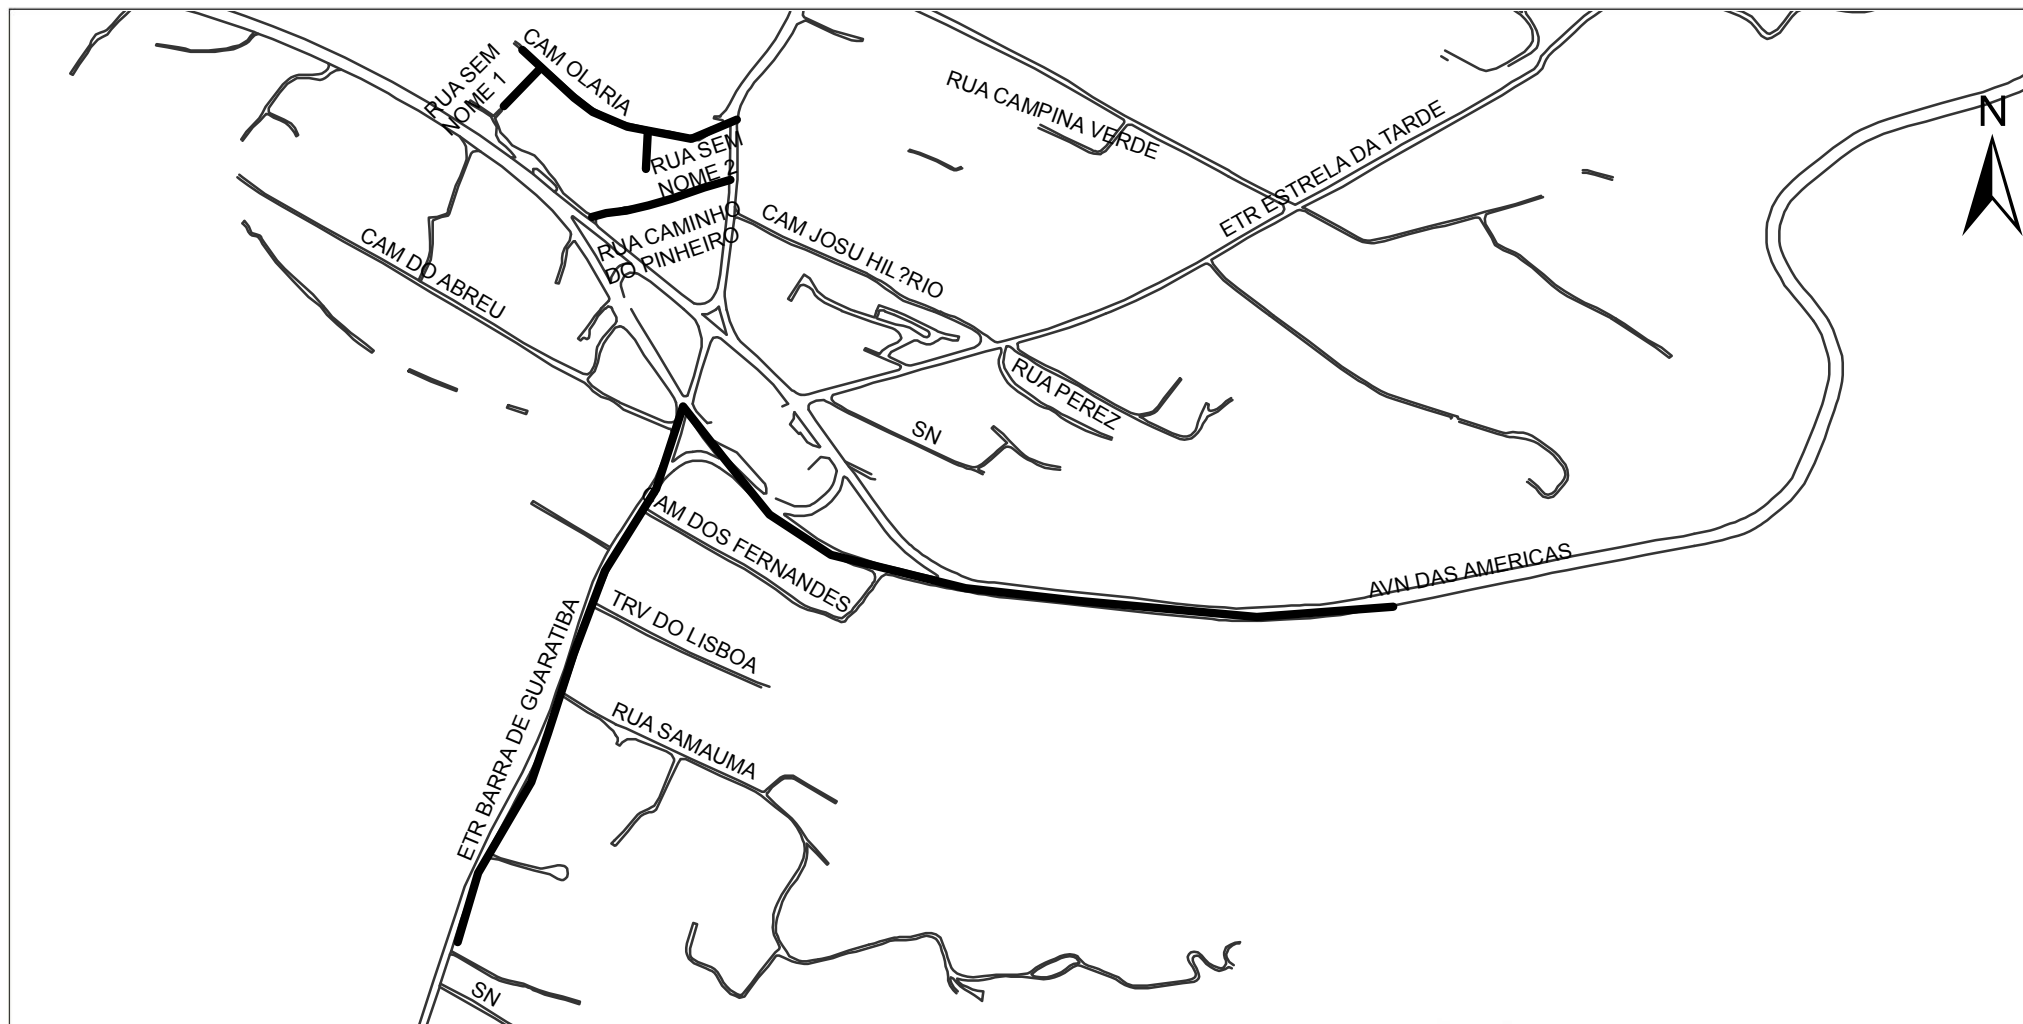 CAM OLARIA
RUA SEM
NOME 1
RUA CAMPINA VERDE
ETR ESTRELA DA TARDE
N
RUA SEM
NOME 2
RUA CAMINHO
DO PINHEIRO
CAM JOSU HIL?RIO
CAM DO ABREU
RUA PEREZ
SN
AM DOS FERNANDES
AVN DAS AMERICAS
TRV DO LISBOA
ETR BARRA DE GUARATIBA
RUA SAMAUMA
SN